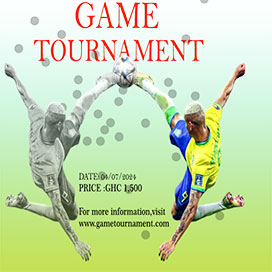 GAME
TOURNAMENT
DATE: 04/07/2024
PRICE :GHC 1,500
For more information,visit
www.gametournament.com